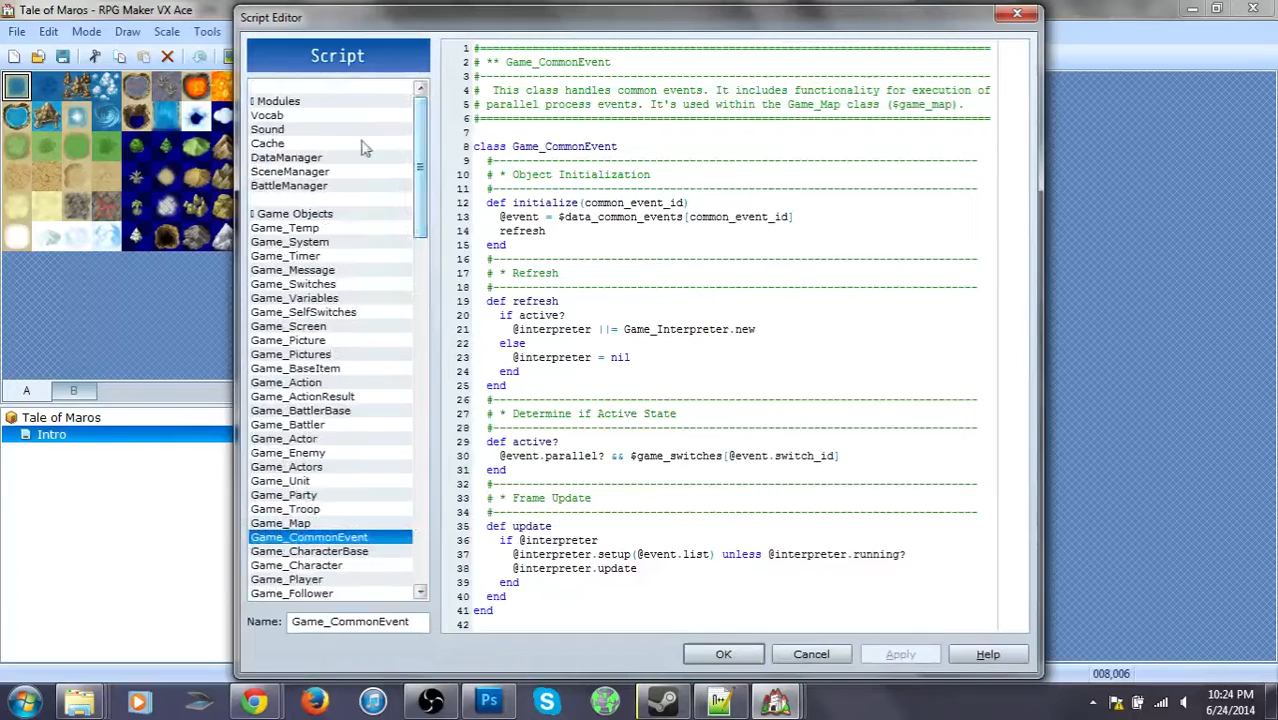 Tale of Maros - RPG Maker VX Ace
File Edit Mode Draw Scale Tools
A B
Tale of Maros
Intro
Script Editor
Script
Modules
Vocab
Sound
Cache
DataManager
SceneManager
BattleManager
Game Objects
Game_Temp
Game_System
Game_Timer
Game_Message
Game_Switches
Game_Variables
Game_SelfSwitches
Game_Screen
Game_Picture
Game_Pictures
Game_BaseItem
Game_Action
Game_ActionResult
Game_BattlerBase
Game_Battler
Game_Actor
Game_Enemy
Game_Actors
Game_Unit
Game_Party
Game_Troop
Game_Map
Game_CommonEvent
Game_CharacterBase
Game_Character
Game_Player
Game_Follower
Name: Game_CommonEvent
1 #==============================================================================
2 # ** Game_CommonEvent
3 #------------------------------------------------------------------------------
4 #  This class handles common events. It includes functionality for execution of
5 # parallel process events. It's used within the Game_Map class ($game_map).
6 #==============================================================================
7
8 class Game_CommonEvent
9 #--------------------------------------------------------------------------
10 # * Object Initialization
11 #--------------------------------------------------------------------------
12 def initialize(common_event_id)
13 @event = $data_common_events[common_event_id]
14 refresh
15 end
16 #--------------------------------------------------------------------------
17 # * Refresh
18 #--------------------------------------------------------------------------
19 def refresh
20 if active?
21 @interpreter ||= Game_Interpreter.new
22 else
23 @interpreter = nil
24 end
25 end
26 #--------------------------------------------------------------------------
27 # * Determine if Active State
28 #--------------------------------------------------------------------------
29 def active?
30 @event.parallel? && $game_switches[@event.switch_id]
31 end
32 #--------------------------------------------------------------------------
33 # * Frame Update
34 #--------------------------------------------------------------------------
35 def update
36 if @interpreter
37 @interpreter.setup(@event.list) unless @interpreter.running?
38 @interpreter.update
39 end
40 end
41 end
42
OK Cancel Apply Help
008,006
Ps
S
10:24 PM
6/24/2014